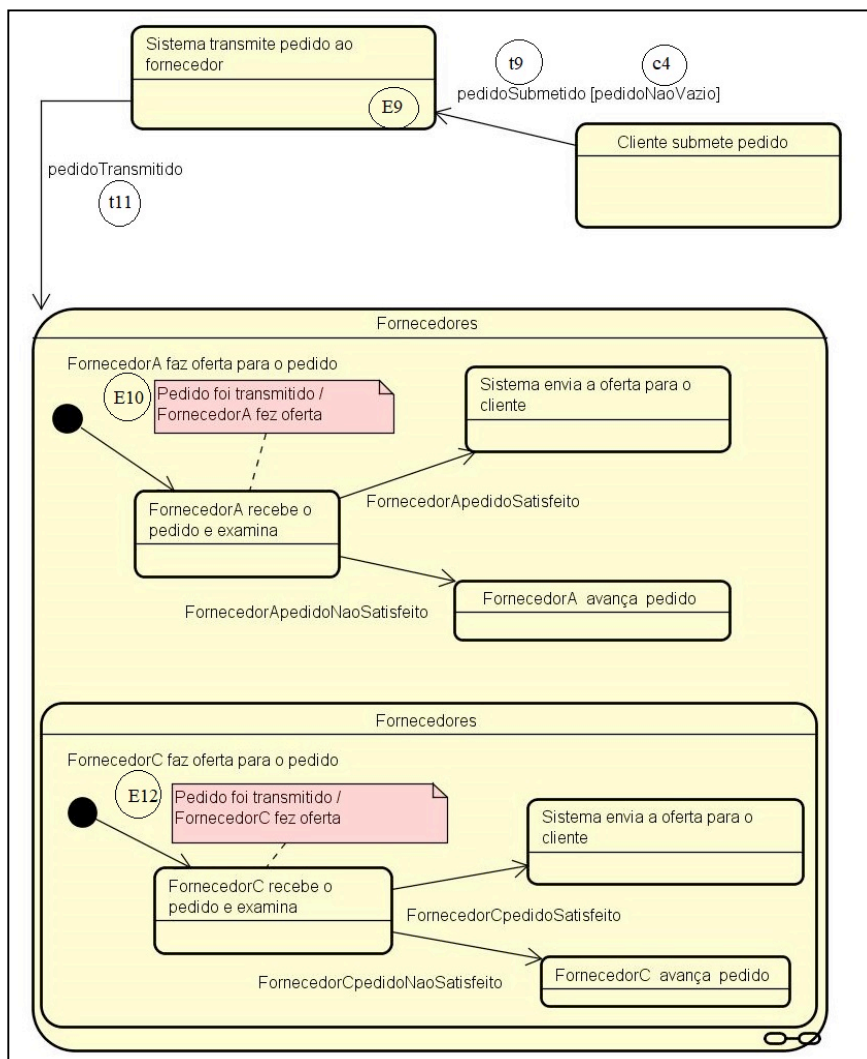 Sistema transmite pedido ao
fornecedor
E9
t9
c4
pedidoSubmetido [pedidoNaoVazio]
Cliente submete pedido
pedidoTransmitido
t11
Fornecedores
FornecedorA faz oferta para o pedido
E10
Pedido foi transmitido /
FornecedorA fez oferta
Sistema envia a oferta para o
cliente
FornecedorA recebe o
pedido e examina
FornecedorApedidoSatisfeito
FornecedorApedidoNaoSatisfeito
FornecedorA avança pedido
Fornecedores
FornecedorC faz oferta para o pedido
E12
Pedido foi transmitido /
FornecedorC fez oferta
Sistema envia a oferta para o
cliente
FornecedorC recebe o
pedido e examina
FornecedorCpedidoSatisfeito
FornecedorCpedidoNaoSatisfeito
FornecedorC avança pedido